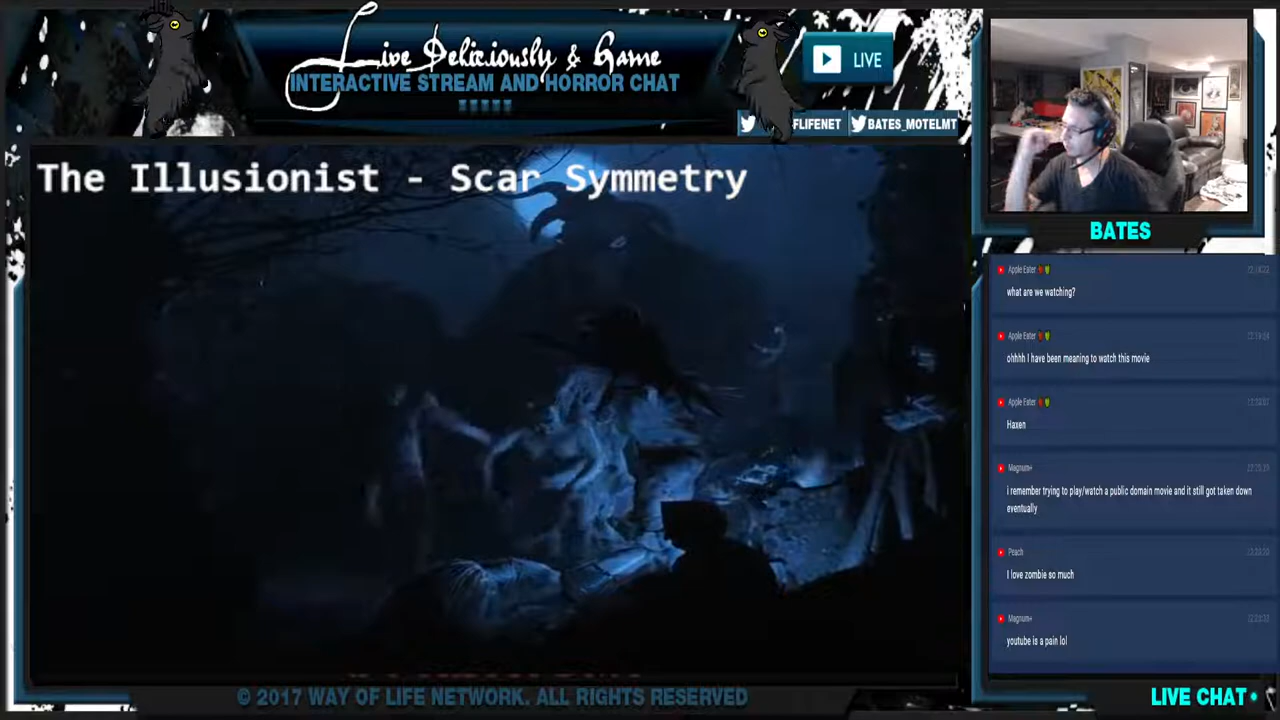 Live Deliciously & Game
INTERACTIVE STREAM AND HORROR CHAT
LIVE
FLIFENET
BATES_MOTELMT
The Illusionist - Scar Symmetry
BATES
Apple Eater
what are we watching?
Apple Eater
ohhhh I have been meaning to watch this movie
Apple Eater
Haxen
Magnum
i remember trying to play/watch a public domain movie and it still got taken down
eventually
Peach
I love zombie so much
Magnum
youtube is a pain lol
© 2017 WAY OF LIFE NETWORK. ALL RIGHTS RESERVED
LIVE CHAT